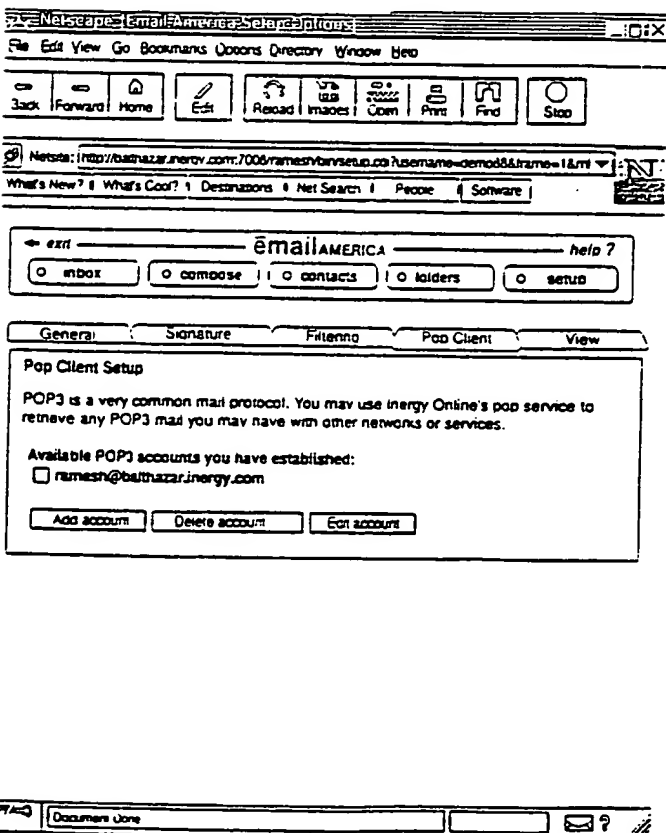 Netscape - [Email America Setup Options]
File Edit View Go Bookmarks Options Directory Window Help
Back Forward Home Edit Reload Images Open Print Find Stop
Netsite: http://balthazar.inergy.com:7006/ramesh/bin/setup.cgi?username=demod8&frame=1&ml
What's New? What's Cool? Destinations Net Search People Software
exit ēmailAMERICA help ?
inbox compose contacts folders setup
General Signature Filtering Pop Client View
Pop Client Setup
POP3 is a very common mail protocol. You may use Inergy Online's pop service to
retrieve any POP3 mail you may have with other networks or services.
Available POP3 accounts you have established:
ramesh@balthazar.inergy.com
Add account Delete account Edit account
Document Done
?